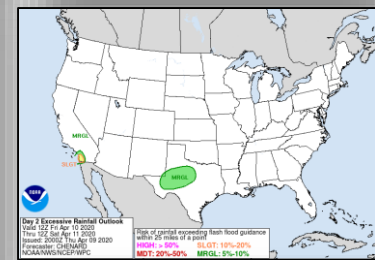 MRGL
SLGT
MRGL
NOAA
Day 2 Excessive Rainfall Outlook
Valid 12Z Fri Apr 10 2020
Thru 12Z Sat Apr 11 2020
Issued: 2000Z Thu Apr 09 2020
Forecaster: CHENARD
NOAA/NWS/NCEP/WPC
Risk of rainfall exceeding flash flood guidance
within 25 miles of a point
HIGH: > 50% SLGT: 10%-20%
MDT: 20%-50% MRGL: 5%-10%